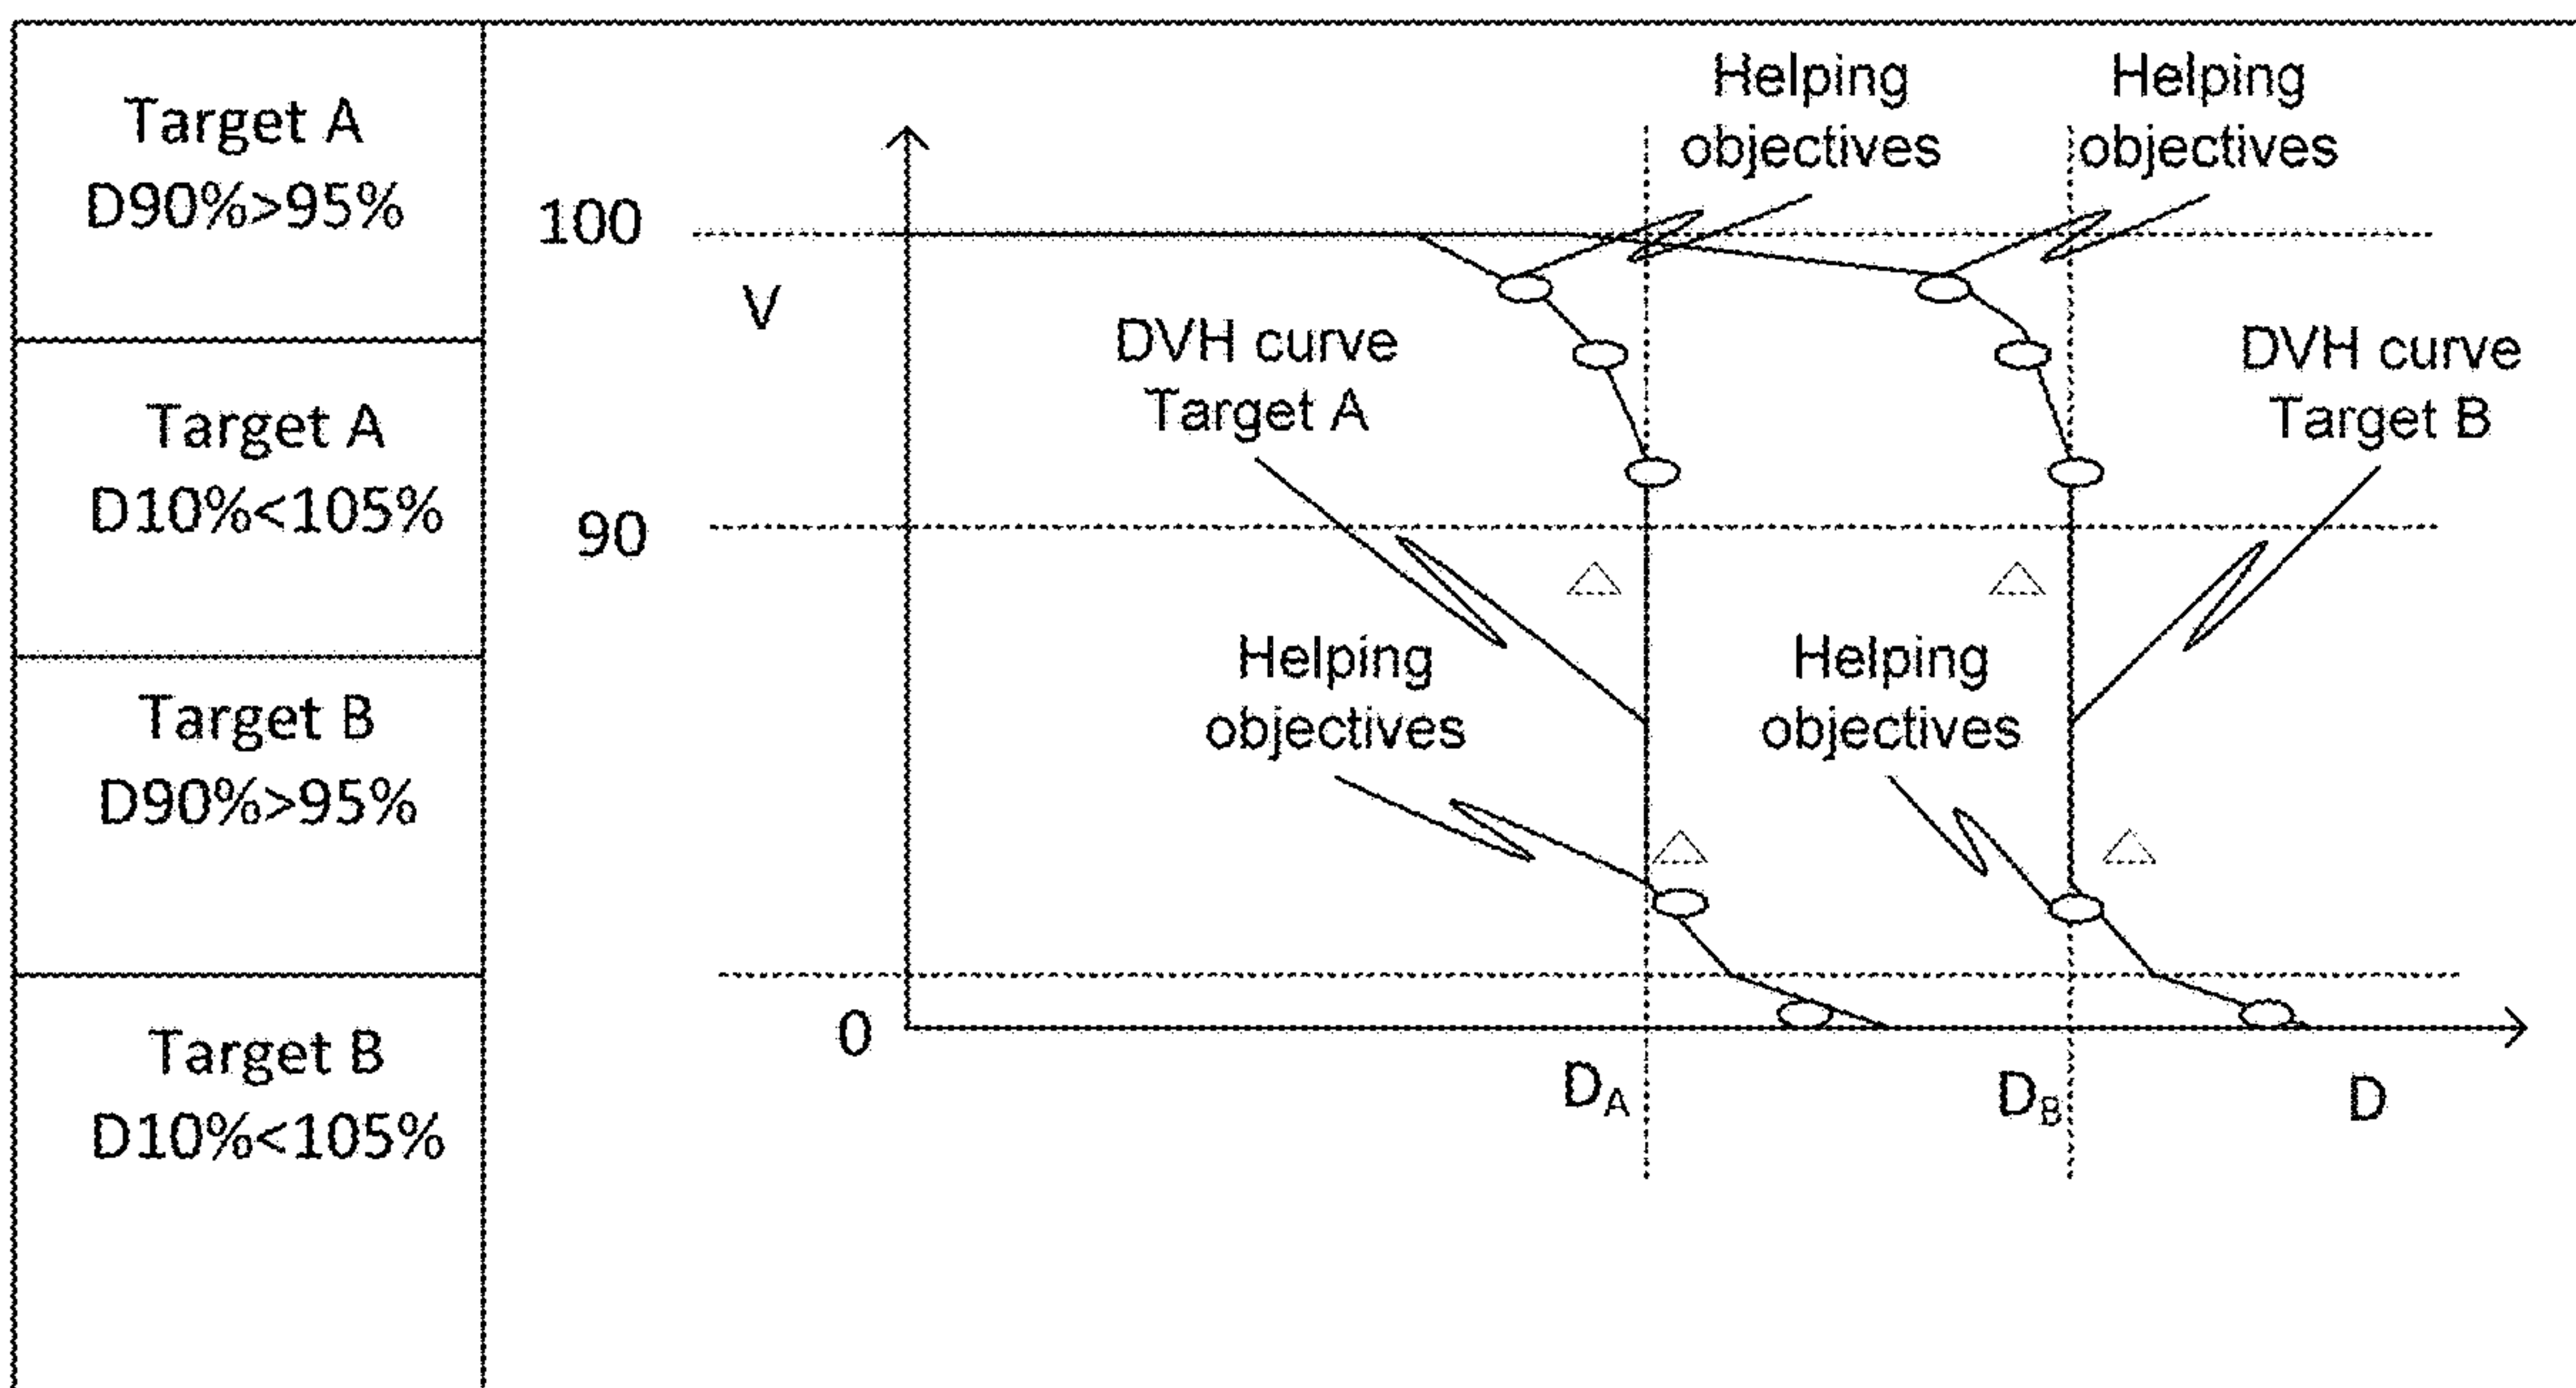 Target A
D90%>95%
Target A
D10%<105%
Target B
D90%>95%
Target B
D10%<105%
Helping
objectives
Helping
objectives
100
V
DVH curve
Target A
DVH curve
Target B
90
Helping
objectives
Helping
objectives
0
DA
DB
D